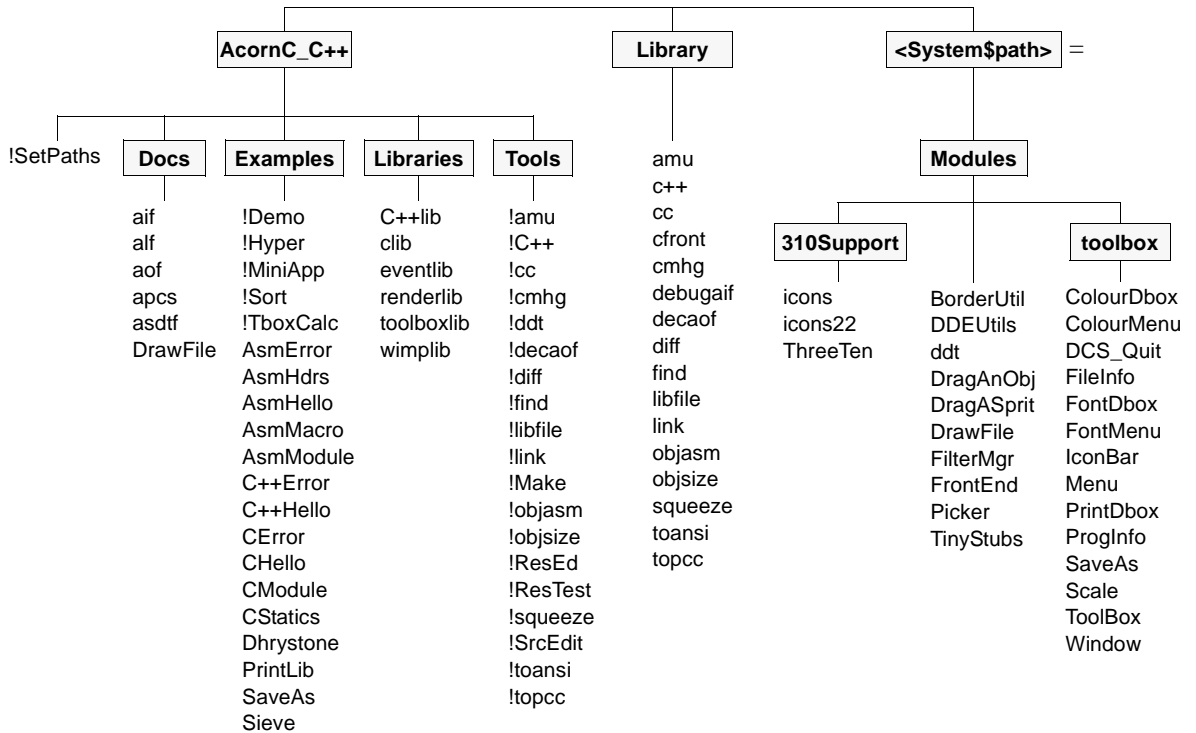 AcornC_C++
Library
<System$path> =
!SetPaths
Docs
Examples
Libraries
Tools
Modules
aif
alf
aof
apcs
asdtf
DrawFile
!Demo
!Hyper
!MiniApp
!Sort
!TboxCalc
AsmError
AsmHdrs
AsmHello
AsmMacro
AsmModule
C++Error
C++Hello
CError
CHello
CModule
CStatics
Dhrystone
PrintLib
SaveAs
Sieve
C++lib
clib
eventlib
renderlib
toolboxlib
wimplib
!amu
!C++
!cc
!cmhg
!ddt
!decaof
!diff
!find
!libfile
!link
!Make
!objasm
!objsize
!ResEd
!ResTest
!squeeze
!SrcEdit
!toansi
!topcc
amu
c++
cc
cfront
cmhg
debugaif
decaof
diff
find
libfile
link
objasm
objsize
squeeze
toansi
topcc
310Support
toolbox
icons
icons22
ThreeTen
BorderUtil
DDEUtils
ddt
DragAnObj
DragASprit
DrawFile
FilterMgr
FrontEnd
Picker
TinyStubs
ColourDbox
ColourMenu
DCS_Quit
FileInfo
FontDbox
FontMenu
IconBar
Menu
PrintDbox
ProgInfo
SaveAs
Scale
ToolBox
Window